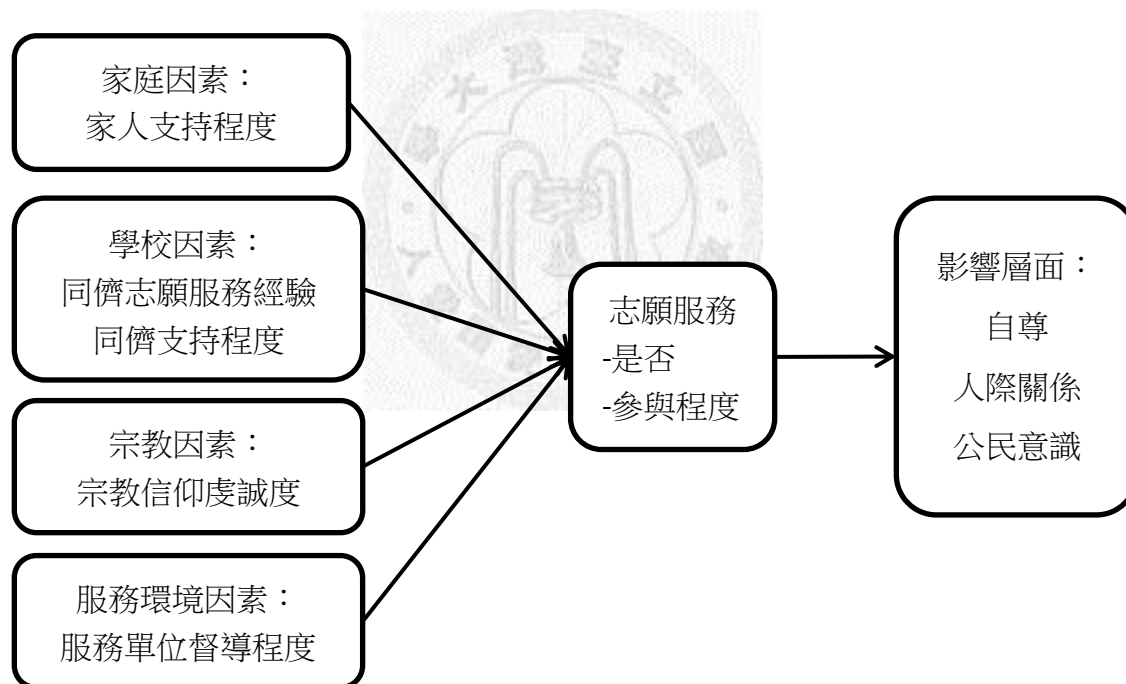 家庭因素：
家人支持程度
學校因素：
同儕志願服務經驗
同儕支持程度
宗教因素：
宗教信仰虔誠度
服務環境因素：
服務單位督導程度
志願服務
-是否
-參與程度
影響層面：
自尊
人際關係
公民意識